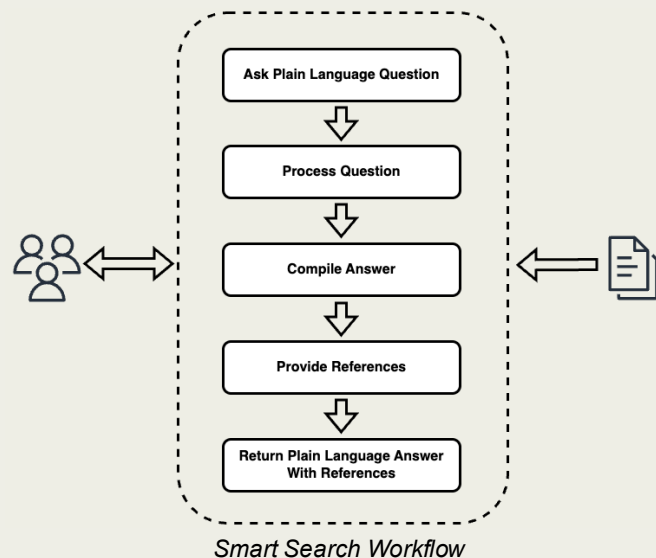 Ask Plain Language Question
Process Question
Compile Answer
Provide References
Return Plain Language Answer
With References
Smart Search Workflow